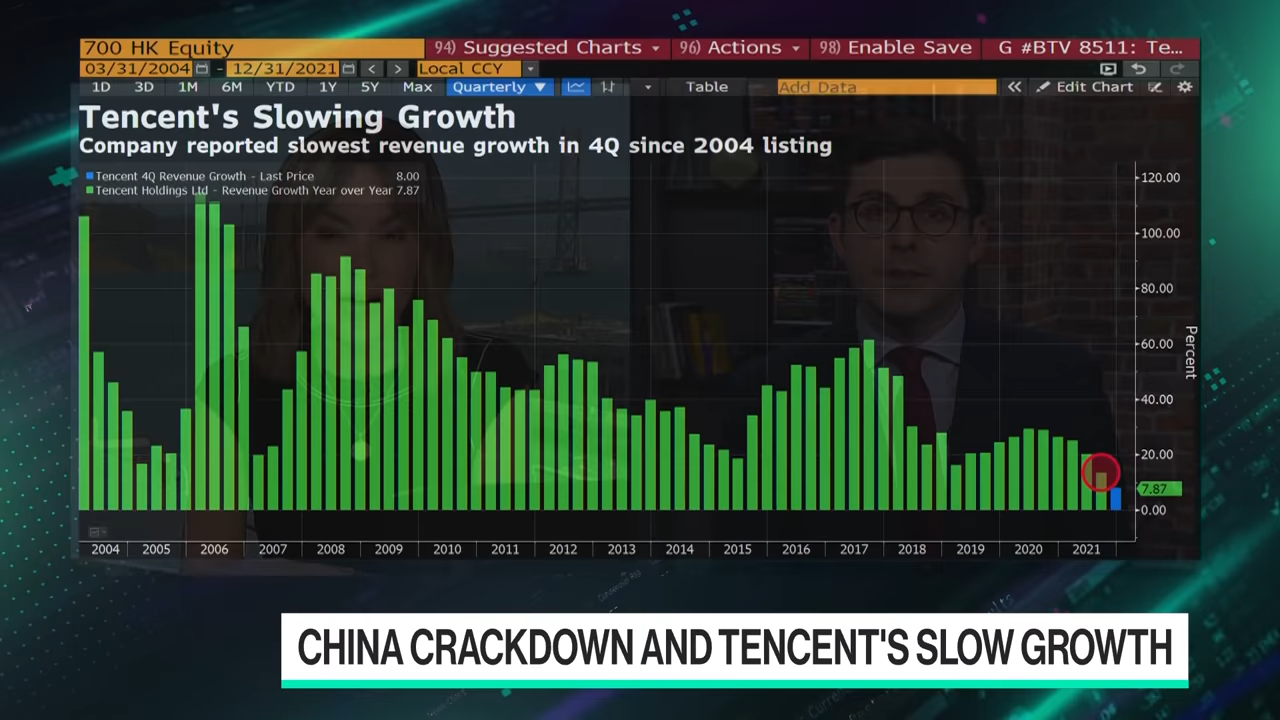 700 HK Equity 94) Suggested Charts 96) Actions 98) Enable Save G #BTV 8511: Te...
03/31/2004 - 12/31/2021 < > Local CCY
1D 3D 1M 6M YTD 1Y 5Y Max Quarterly ▼ Table Add Data « Edit Chart
Tencent's Slowing Growth
Company reported slowest revenue growth in 4Q since 2004 listing
Tencent 4Q Revenue Growth - Last Price 8.00
Tencent Holdings Ltd - Revenue Growth Year over Year 7.87
120.00
100.00
80.00
60.00
40.00
20.00
7.87
0.00
Percent
2004 2005 2006 2007 2008 2009 2010 2011 2012 2013 2014 2015 2016 2017 2018 2019 2020 2021
CHINA CRACKDOWN AND TENCENT'S SLOW GROWTH